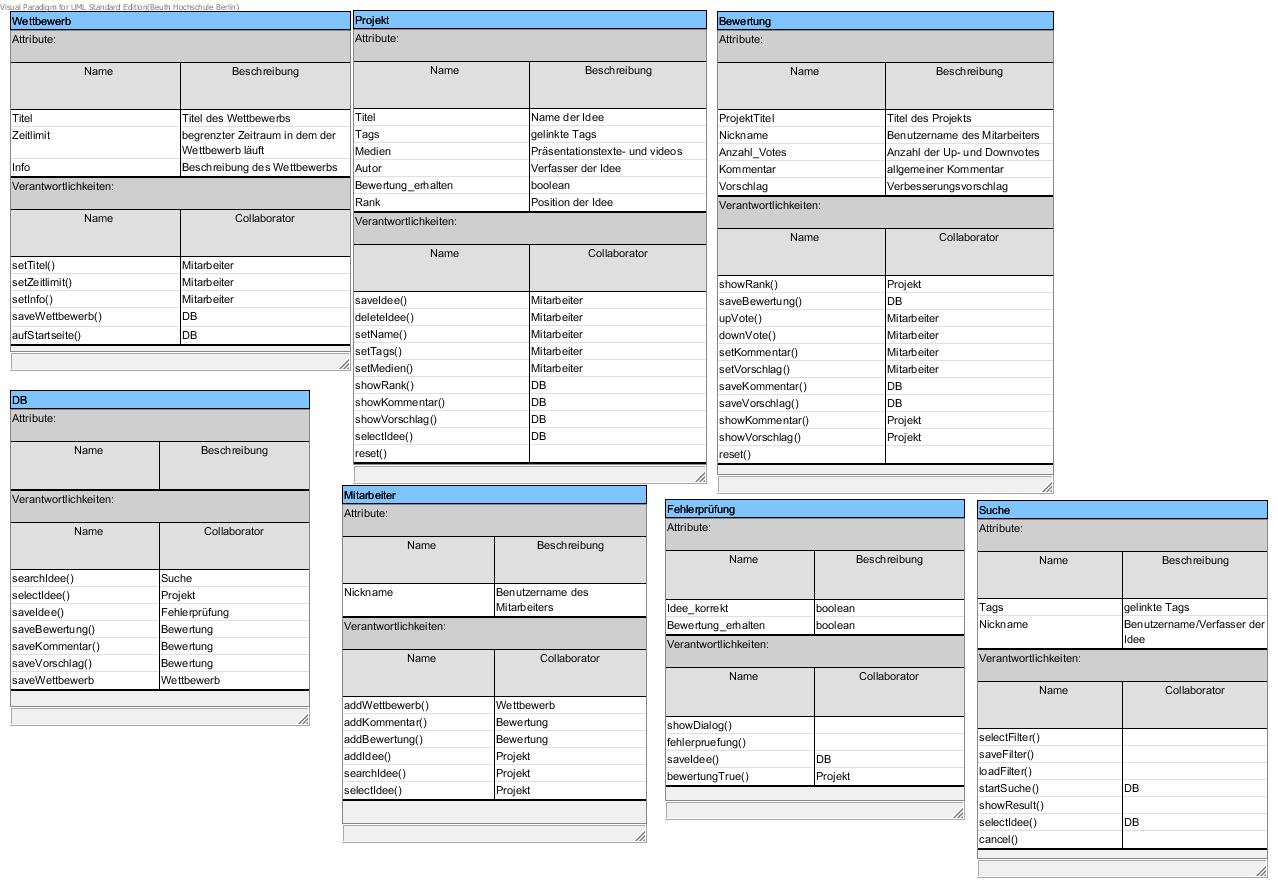 Visual Paradigm for UML Standard Edition(Beuth Hochschule Berlin)
Wettbewerb
Attribute:
Name Beschreibung
Titel Titel des Wettbewerbs
Zeitlimit begrenzter Zeitraum in dem der
Wettbewerb läuft
Info Beschreibung des Wettbewerbs
Verantwortlichkeiten:
Name Collaborator
setTitel() Mitarbeiter
setZeitlimit() Mitarbeiter
setInfo() Mitarbeiter
saveWettbewerb() DB
aufStartseite() DB
Projekt
Attribute:
Name Beschreibung
Titel Name der Idee
Tags gelinkte Tags
Medien Präsentationstexte- und videos
Autor Verfasser der Idee
Bewertung_erhalten boolean
Rank Position der Idee
Verantwortlichkeiten:
Name Collaborator
saveIdee() Mitarbeiter
deleteIdee() Mitarbeiter
setName() Mitarbeiter
setTags() Mitarbeiter
setMedien() Mitarbeiter
showRank() DB
showKommentar() DB
showVorschlag() DB
selectIdee() DB
reset()
Bewertung
Attribute:
Name Beschreibung
ProjektTitel Titel des Projekts
Nickname Benutzername des Mitarbeiters
Anzahl_Votes Anzahl der Up- und Downvotes
Kommentar allgemeiner Kommentar
Vorschlag Verbesserungsvorschlag
Verantwortlichkeiten:
Name Collaborator
showRank() Projekt
saveBewertung() DB
upVote() Mitarbeiter
downVote() Mitarbeiter
setKommentar() Mitarbeiter
setVorschlag() Mitarbeiter
saveKommentar() DB
saveVorschlag() DB
showKommentar() Projekt
showVorschlag() Projekt
reset()
DB
Attribute:
Name Beschreibung
Verantwortlichkeiten:
Name Collaborator
searchIdee() Suche
selectIdee() Projekt
saveIdee() Fehlerprüfung
saveBewertung() Bewertung
saveKommentar() Bewertung
saveVorschlag() Bewertung
saveWettbewerb Wettbewerb
Mitarbeiter
Attribute:
Name Beschreibung
Nickname Benutzername des
Mitarbeiters
Verantwortlichkeiten:
Name Collaborator
addWettbewerb() Wettbewerb
addKommentar() Bewertung
addBewertung() Bewertung
addIdee() Projekt
searchIdee() Projekt
selectIdee() Projekt
Fehlerprüfung
Attribute:
Name Beschreibung
Idee_korrekt boolean
Bewertung_erhalten boolean
Verantwortlichkeiten:
Name Collaborator
showDialog()
fehlerpruefung()
saveIdee() DB
bewertungTrue() Projekt
Suche
Attribute:
Name Beschreibung
Tags gelinkte Tags
Nickname Benutzername/Verfasser der
Idee
Verantwortlichkeiten:
Name Collaborator
selectFilter()
saveFilter()
loadFilter()
startSuche() DB
showResult()
selectIdee() DB
cancel()